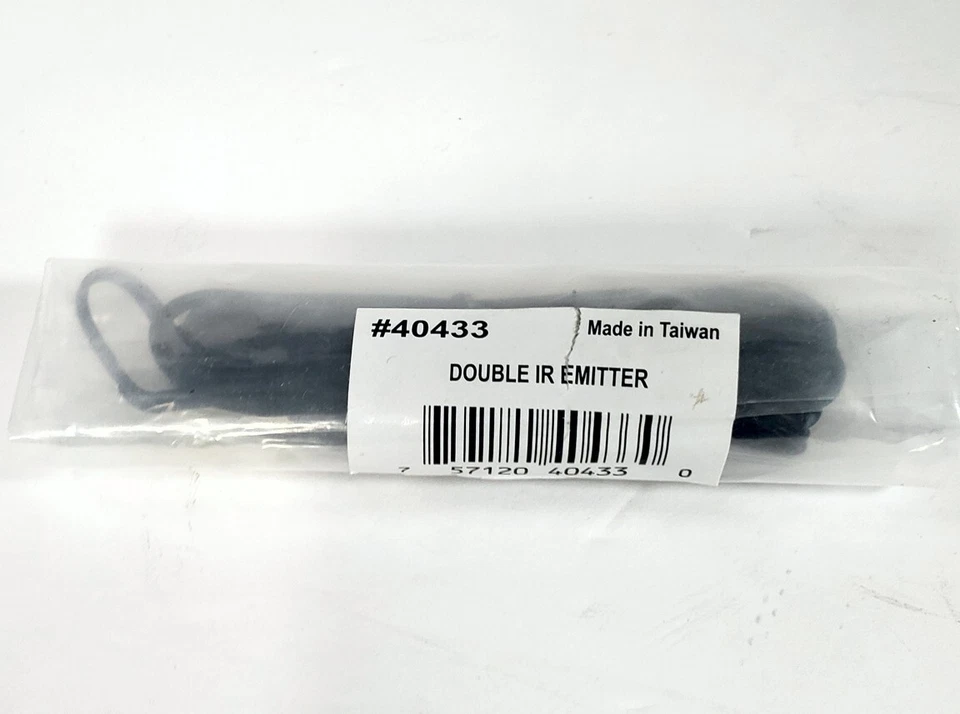 #40433 Made in Taiwan
DOUBLE IR EMITTER
7 57120 40433 0